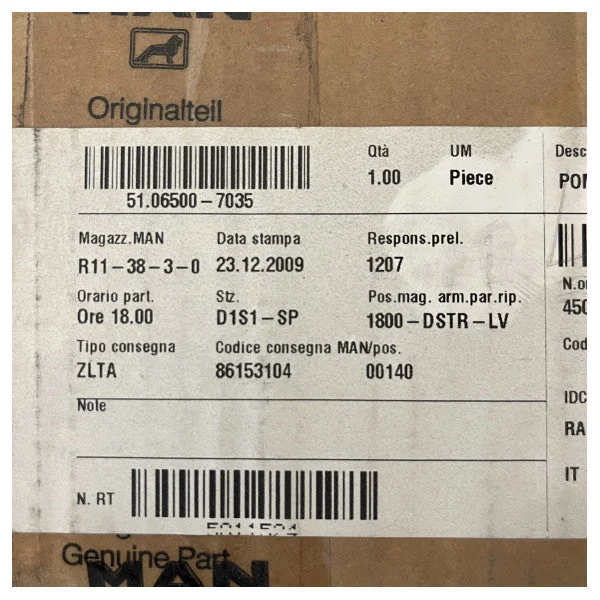 MAN
Originalteil
Qtà UM Desc
1.00 Piece
51.06500-7035
Magazz.MAN Data stampa Respons.prel.
R11-38-3-0 23.12.2009 1207
Orario part. Stz. Pos.mag. arm.par.rip.
Ore 18.00 D1S1-SP 1800-DSTR-LV
Tipo consegna Codice consegna MAN/pos. Cod
ZLTA 86153104 00140
Note IDC
RA
IT
N. RT
Genuine Part
MAN